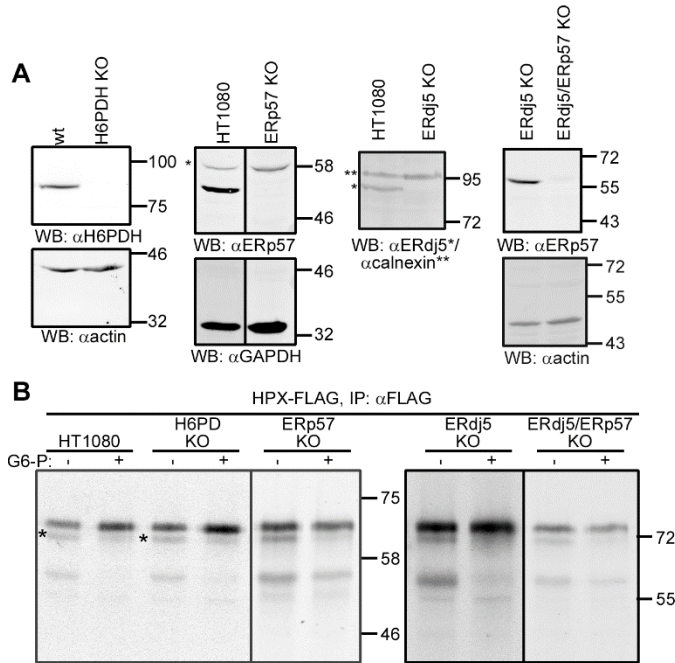 A
wt
H6PDH KO
HT1080
ERp57 KO
HT1080
ERdj5 KO
ERdj5 KO
ERdj5/ERp57 KO
100
75
WB: αH6PDH
46
32
WB: αactin
*
58
46
WB: αERp57
46
32
WB: αGAPDH
**
*
95
72
WB: αERdj5*/
αcalnexin**
72
55
43
WB: αERp57
72
55
43
WB: αactin
B
HPX-FLAG, IP: αFLAG
HT1080
H6PD
KO
ERp57
KO
ERdj5
KO
ERdj5/ERp57
KO
G6-P: - + - + - + - + - +
*
*
75
58
46
72
55